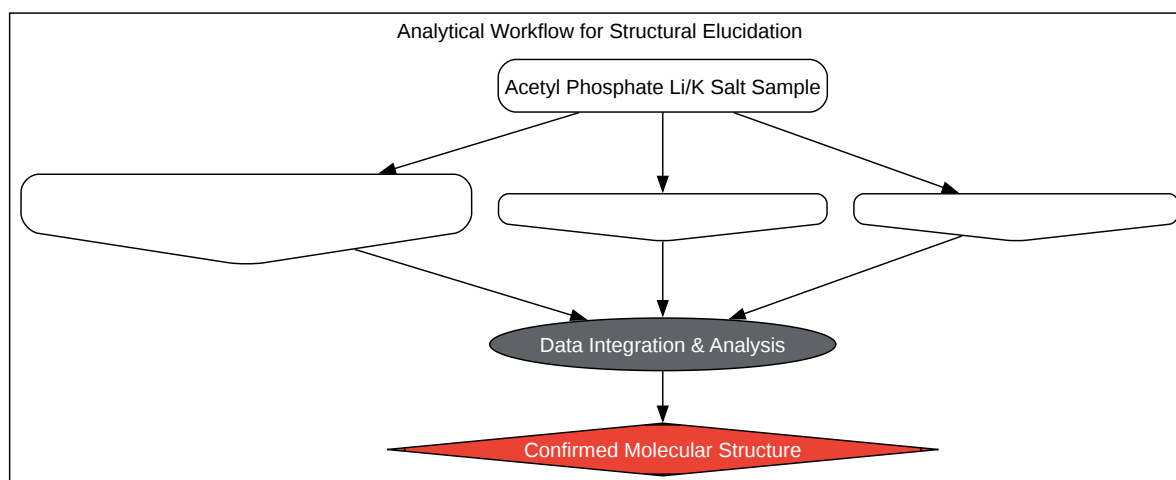 Analytical Workflow for Structural Elucidation
Acetyl Phosphate Li/K Salt Sample
Data Integration & Analysis
Confirmed Molecular Structure